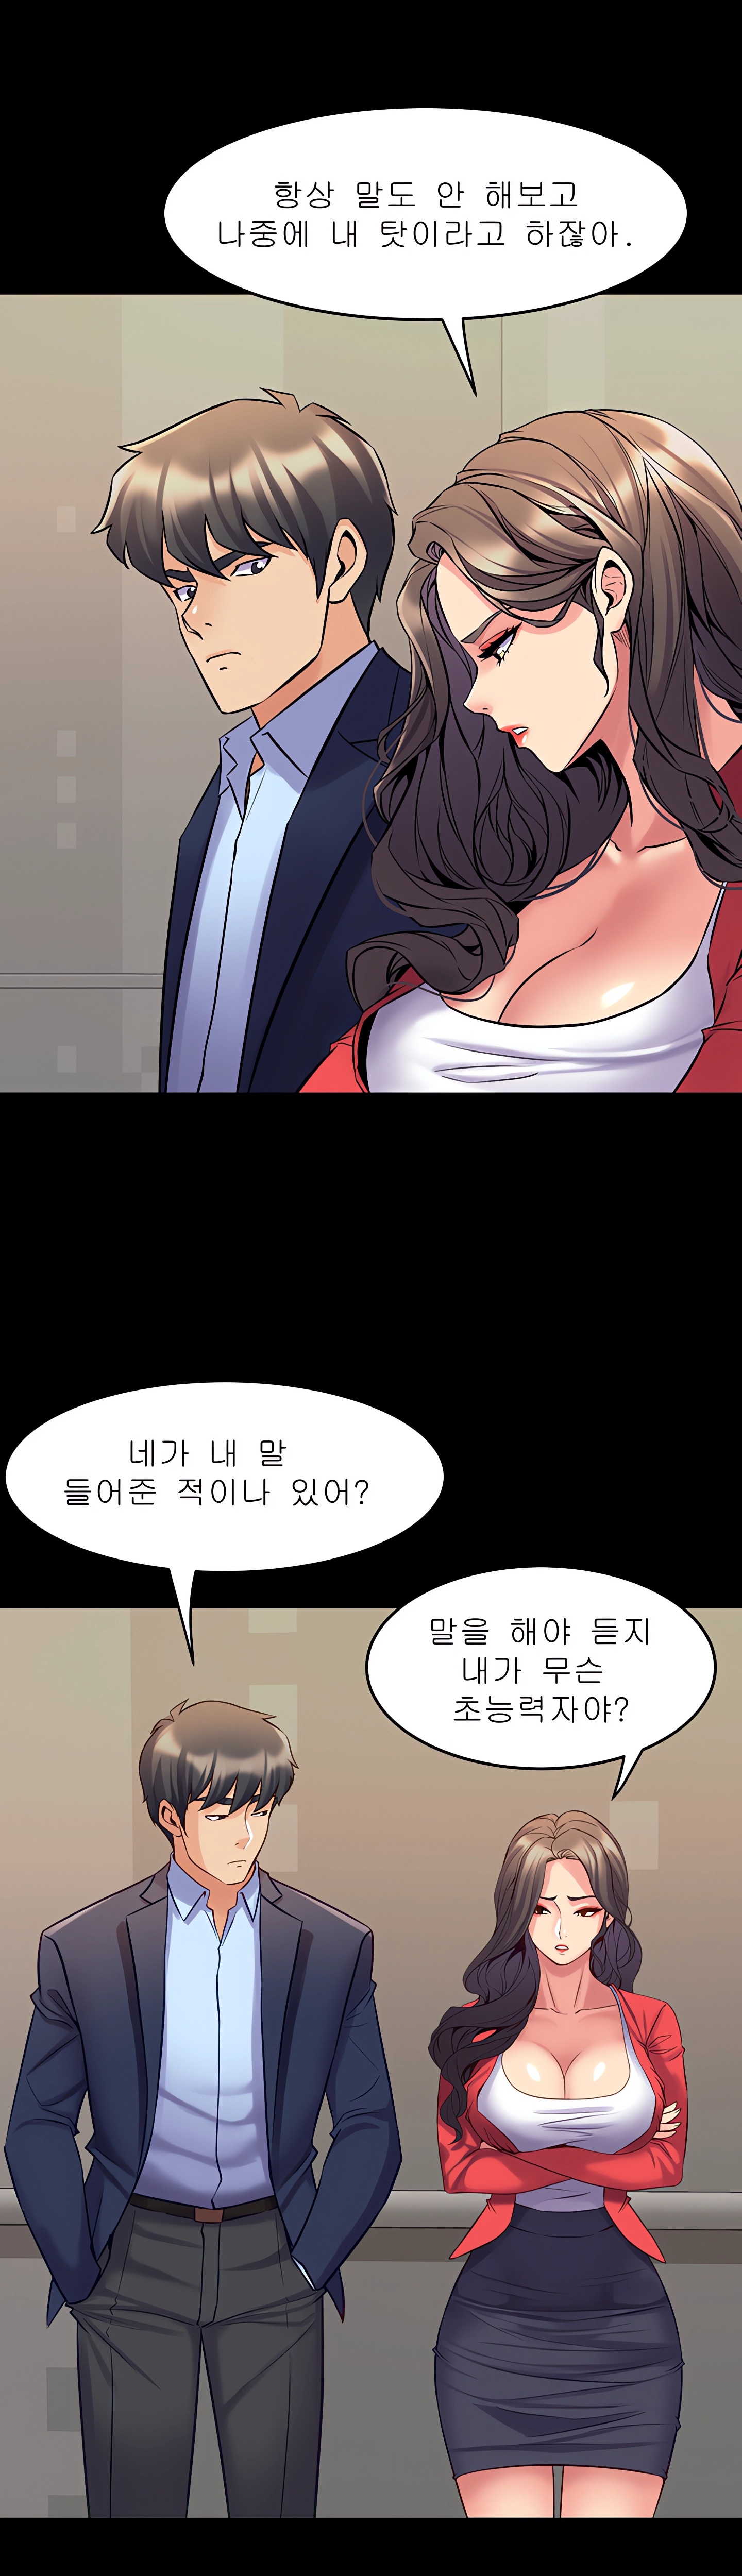 항상 말도 안 해보고
나중에 내 탓이라고 하잖아.
네가 내 말
들어준 적이나 있어?
말을 해야 듣지
내가 무슨
초능력자야?